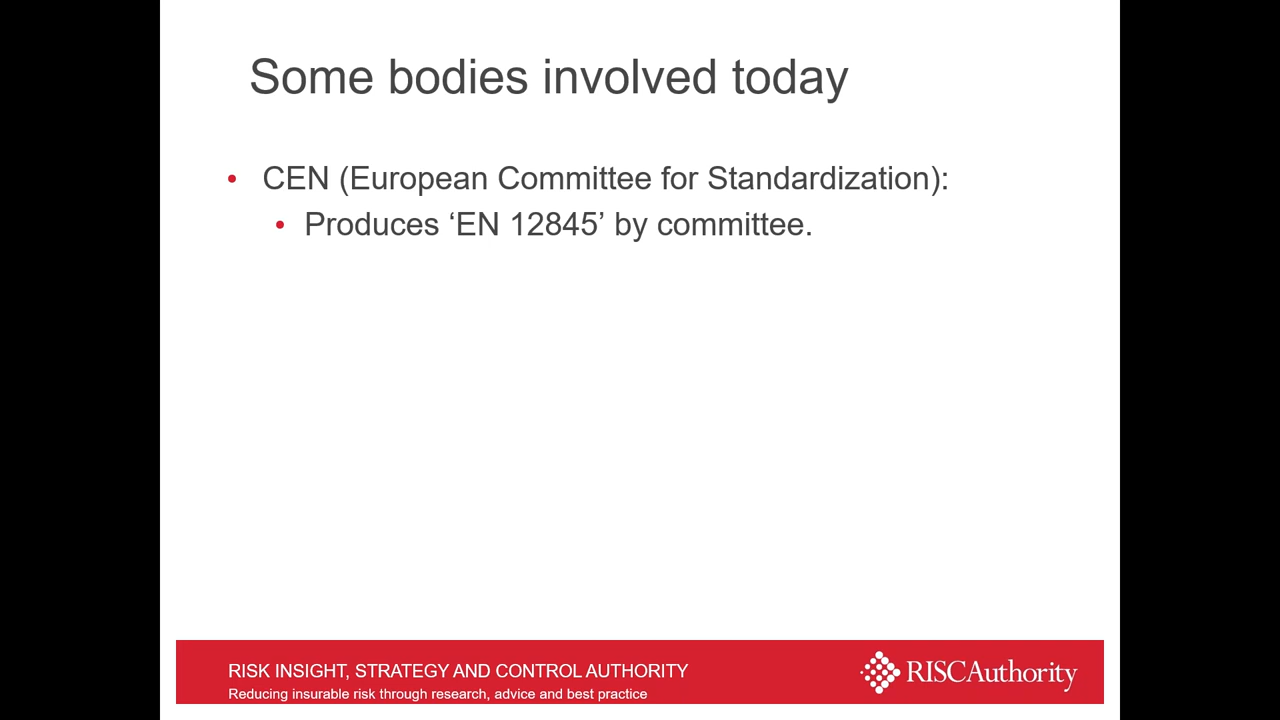 Some bodies involved today
• CEN (European Committee for Standardization):
• Produces ‘EN 12845’ by committee.
RISK INSIGHT, STRATEGY AND CONTROL AUTHORITY
Reducing insurable risk through research, advice and best practice
RISCAuthority